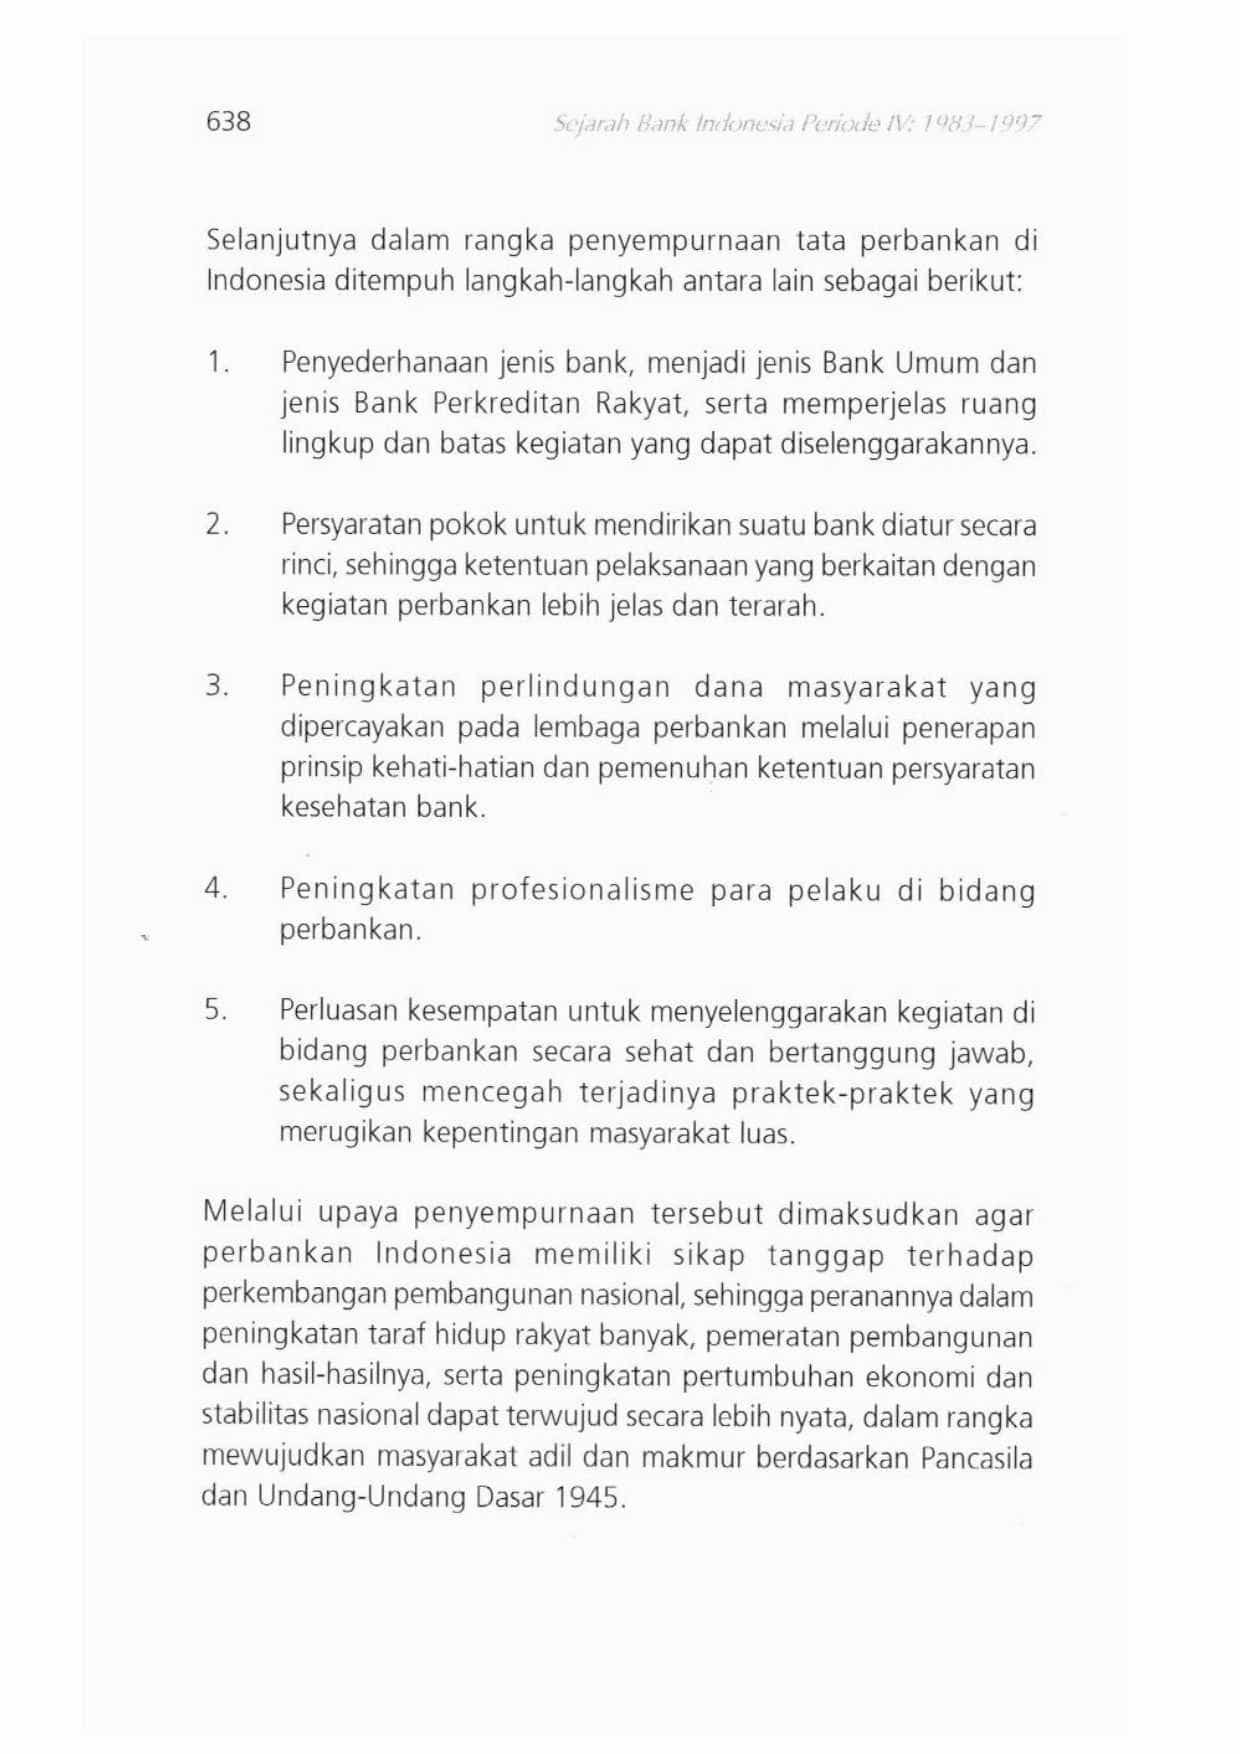 638
Sejarah Bank Indonesia Periode IV: 1983–1997
Selanjutnya dalam rangka penyempurnaan tata perbankan di
Indonesia ditempuh langkah-langkah antara lain sebagai berikut:
1. Penyederhanaan jenis bank, menjadi jenis Bank Umum dan
jenis Bank Perkreditan Rakyat, serta memperjelas ruang
lingkup dan batas kegiatan yang dapat diselenggarakannya.
2. Persyaratan pokok untuk mendirikan suatu bank diatur secara
rinci, sehingga ketentuan pelaksanaan yang berkaitan dengan
kegiatan perbankan lebih jelas dan terarah.
3. Peningkatan perlindungan dana masyarakat yang
dipercayakan pada lembaga perbankan melalui penerapan
prinsip kehati-hatian dan pemenuhan ketentuan persyaratan
kesehatan bank.
4. Peningkatan profesionalisme para pelaku di bidang
perbankan.
5. Perluasan kesempatan untuk menyelenggarakan kegiatan di
bidang perbankan secara sehat dan bertanggung jawab,
sekaligus mencegah terjadinya praktek-praktek yang
merugikan kepentingan masyarakat luas.
Melalui upaya penyempurnaan tersebut dimaksudkan agar
perbankan Indonesia memiliki sikap tanggap terhadap
perkembangan pembangunan nasional, sehingga peranannya dalam
peningkatan taraf hidup rakyat banyak, pemeratan pembangunan
dan hasil-hasilnya, serta peningkatan pertumbuhan ekonomi dan
stabilitas nasional dapat terwujud secara lebih nyata, dalam rangka
mewujudkan masyarakat adil dan makmur berdasarkan Pancasila
dan Undang-Undang Dasar 1945.